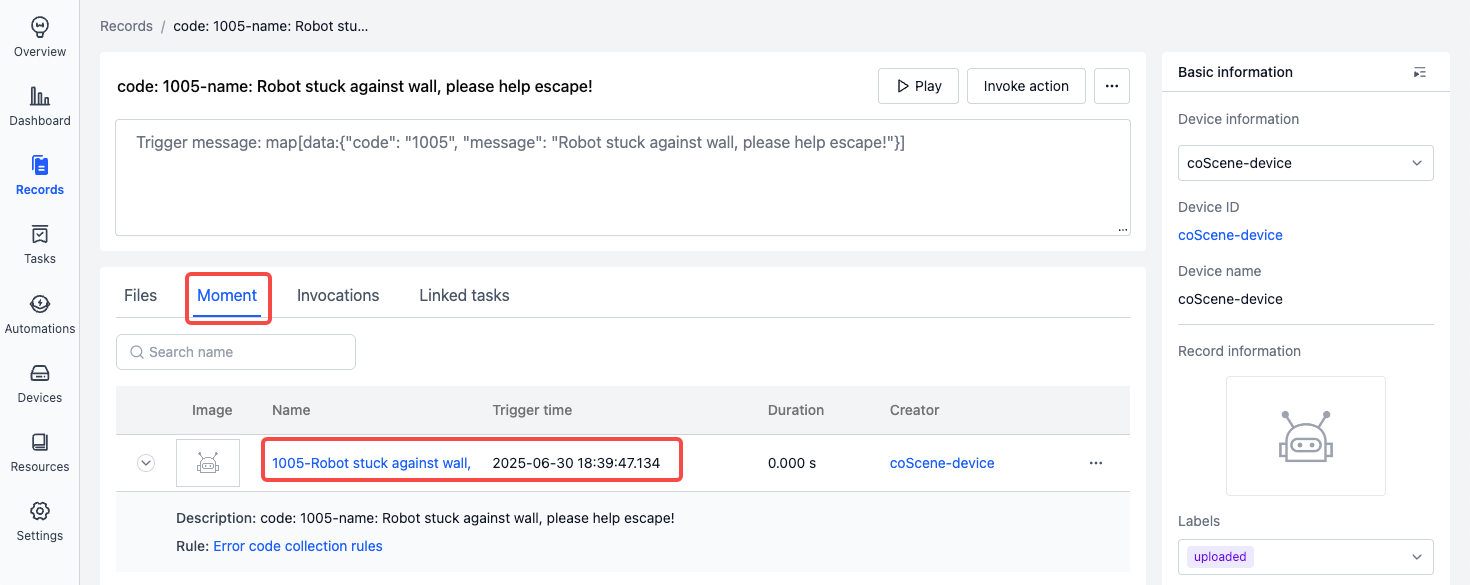 Overview
Dashboard
Records
Tasks
Automations
Devices
Resources
Settings
Records / code: 1005-name: Robot stu...
code: 1005-name: Robot stuck against wall, please help escape!
Play
Invoke action
...
Trigger message: map[data:{"code": "1005", "message": "Robot stuck against wall, please help escape!"}]
...
Files Moment Invocations Linked tasks
Search name
Image Name Trigger time Duration Creator
1005-Robot stuck against wall, 2025-06-30 18:39:47.134 0.000 s coScene-device ...
Description: code: 1005-name: Robot stuck against wall, please help escape!
Rule: Error code collection rules
Basic information
Device information
coScene-device
Device ID
coScene-device
Device name
coScene-device
Record information
Labels
uploaded